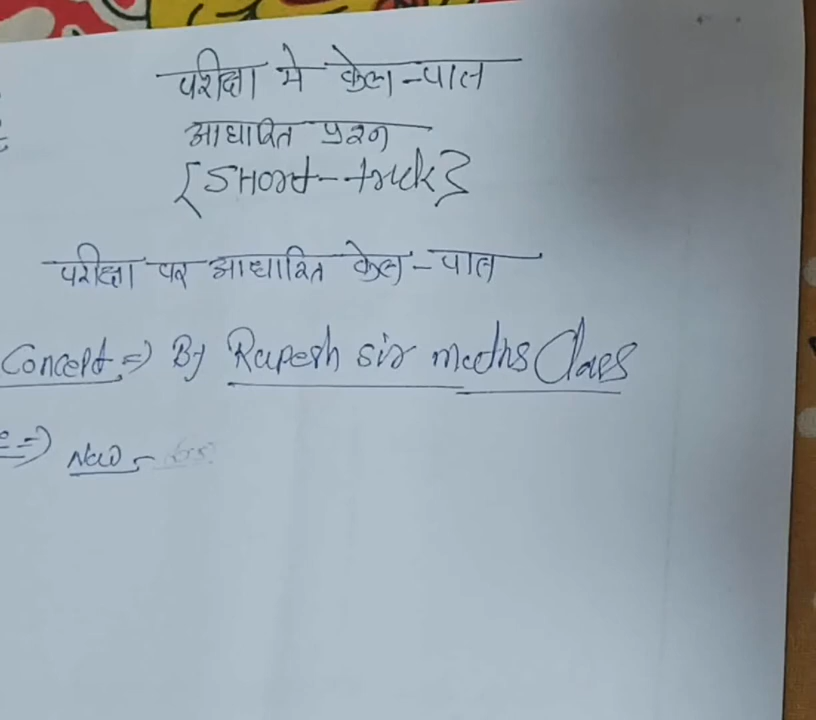 परीक्षा मे फेल-पास
आधारित प्रश्न
{SHort-trick}
परीक्षा पर आधारित फेल-पास
Concept => By Rupesh sir maths Class
=> New -